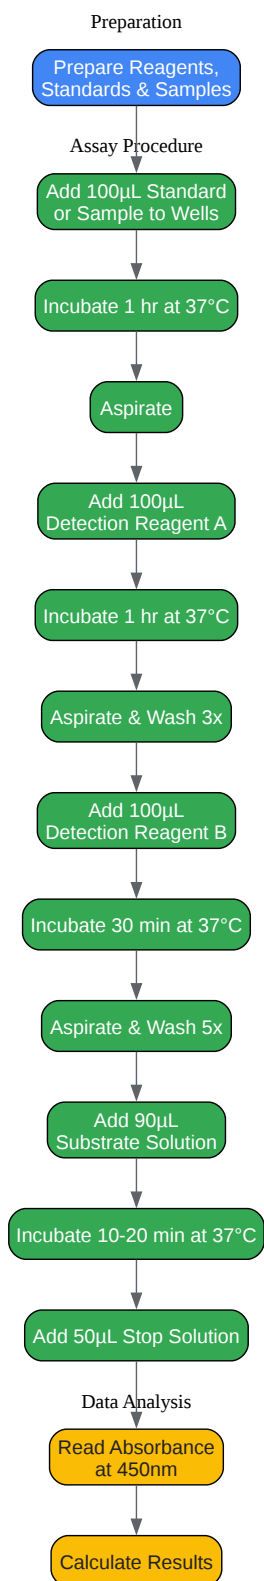 Preparation
Prepare Reagents,
Standards & Samples
Assay Procedure
Add 100µL Standard
or Sample to Wells
Incubate 1 hr at 37°C
Aspirate
Add 100µL
Detection Reagent A
Incubate 1 hr at 37°C
Aspirate & Wash 3x
Add 100µL
Detection Reagent B
Incubate 30 min at 37°C
Aspirate & Wash 5x
Add 90µL
Substrate Solution
Incubate 10-20 min at 37°C
Add 50µL Stop Solution
Data Analysis
Read Absorbance
at 450nm
Calculate Results